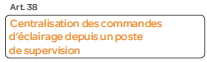 Art. 38
Centralisation des commandes
d'éclairage depuis un poste
de supervision